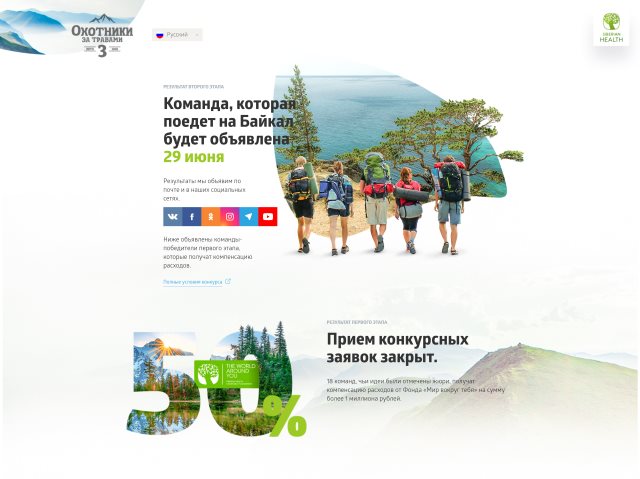 Охотники
за травами
3
Русский
SIBERIAN
HEALTH
РЕЗУЛЬТАТ ВТОРОГО ЭТАПА
Команда, которая
поедет на Байкал
будет объявлена
29 июня
Результаты мы объявим по
почте и в наших социальных
сетях.
Ниже объявлены команды-
победители первого этапа,
которые получат компенсацию
расходов.
Полные условия конкурса
РЕЗУЛЬТАТ ПЕРВОГО ЭТАПА
Прием конкурсных
заявок закрыт.
18 команд, чьи идеи были отмечены жюри, получат
компенсацию расходов от Фонда «Мир вокруг тебя» на сумму
более 1 миллиона рублей.
50%
THE WORLD
AROUND
YOU